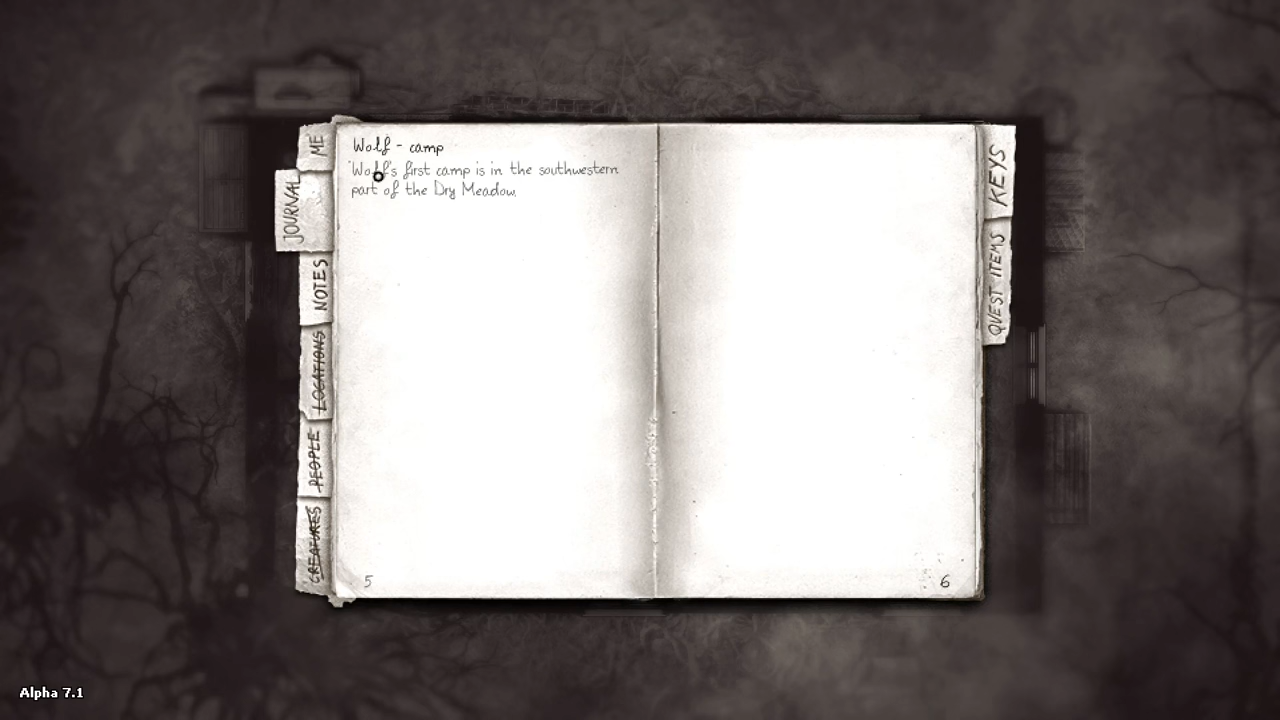 Wolf - camp
Wolf's first camp is in the southwestern
part of the Dry Meadow.
ME
JOURNAL
NOTES
LOCATIONS
PEOPLE
CREATURES
KEYS
QUEST ITEMS
5
6
Alpha 7.1